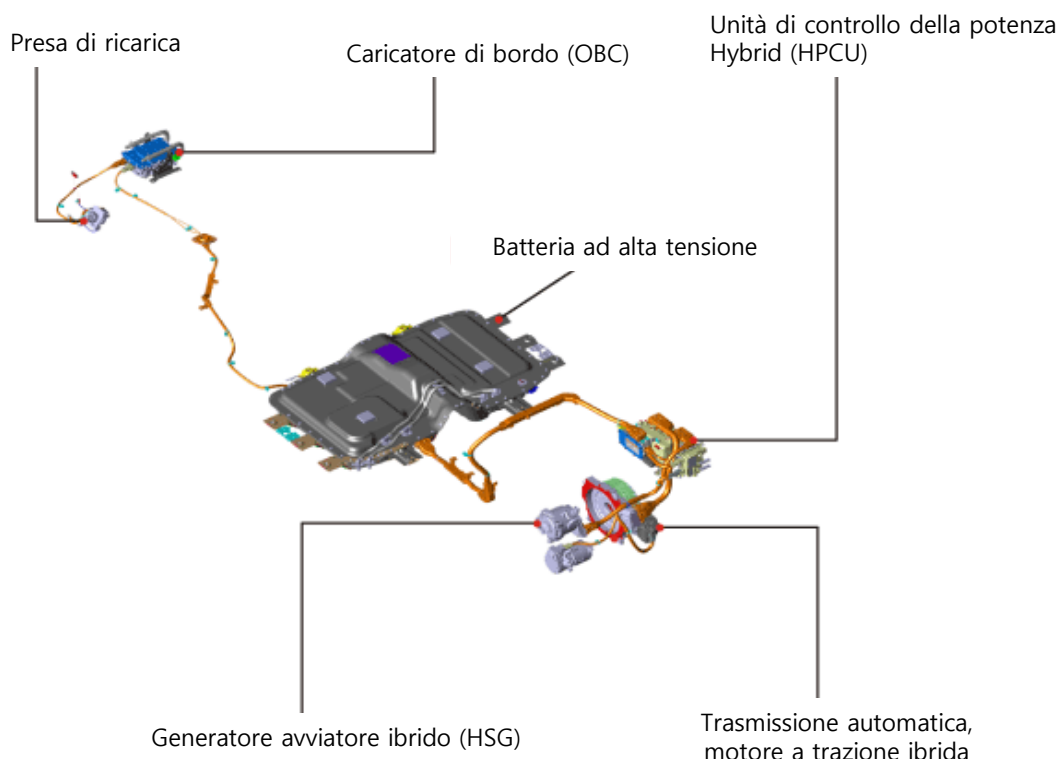 Presa di ricarica
Caricatore di bordo (OBC)
Unità di controllo della potenza
Hybrid (HPCU)
Batteria ad alta tensione
Generatore avviatore ibrido (HSG)
Trasmissione automatica,
motore a trazione ibrida